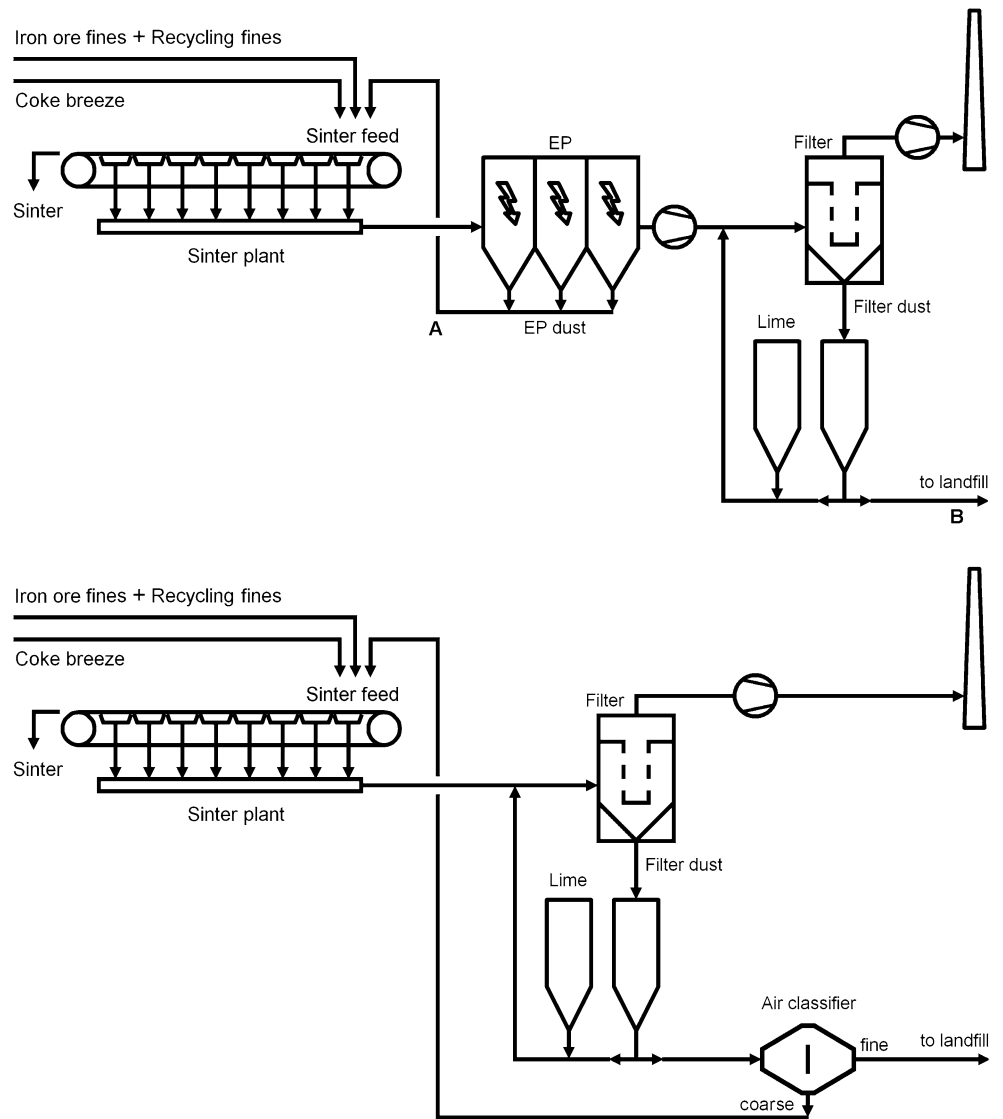 Iron ore fines + Recycling fines
Coke breeze
Sinter feed
Sinter
Sinter plant
EP
Filter
A
EP dust
Filter dust
Lime
to landfill
B
Iron ore fines + Recycling fines
Coke breeze
Sinter feed
Sinter
Sinter plant
Filter
Filter dust
Lime
Air classifier
fine
to landfill
coarse